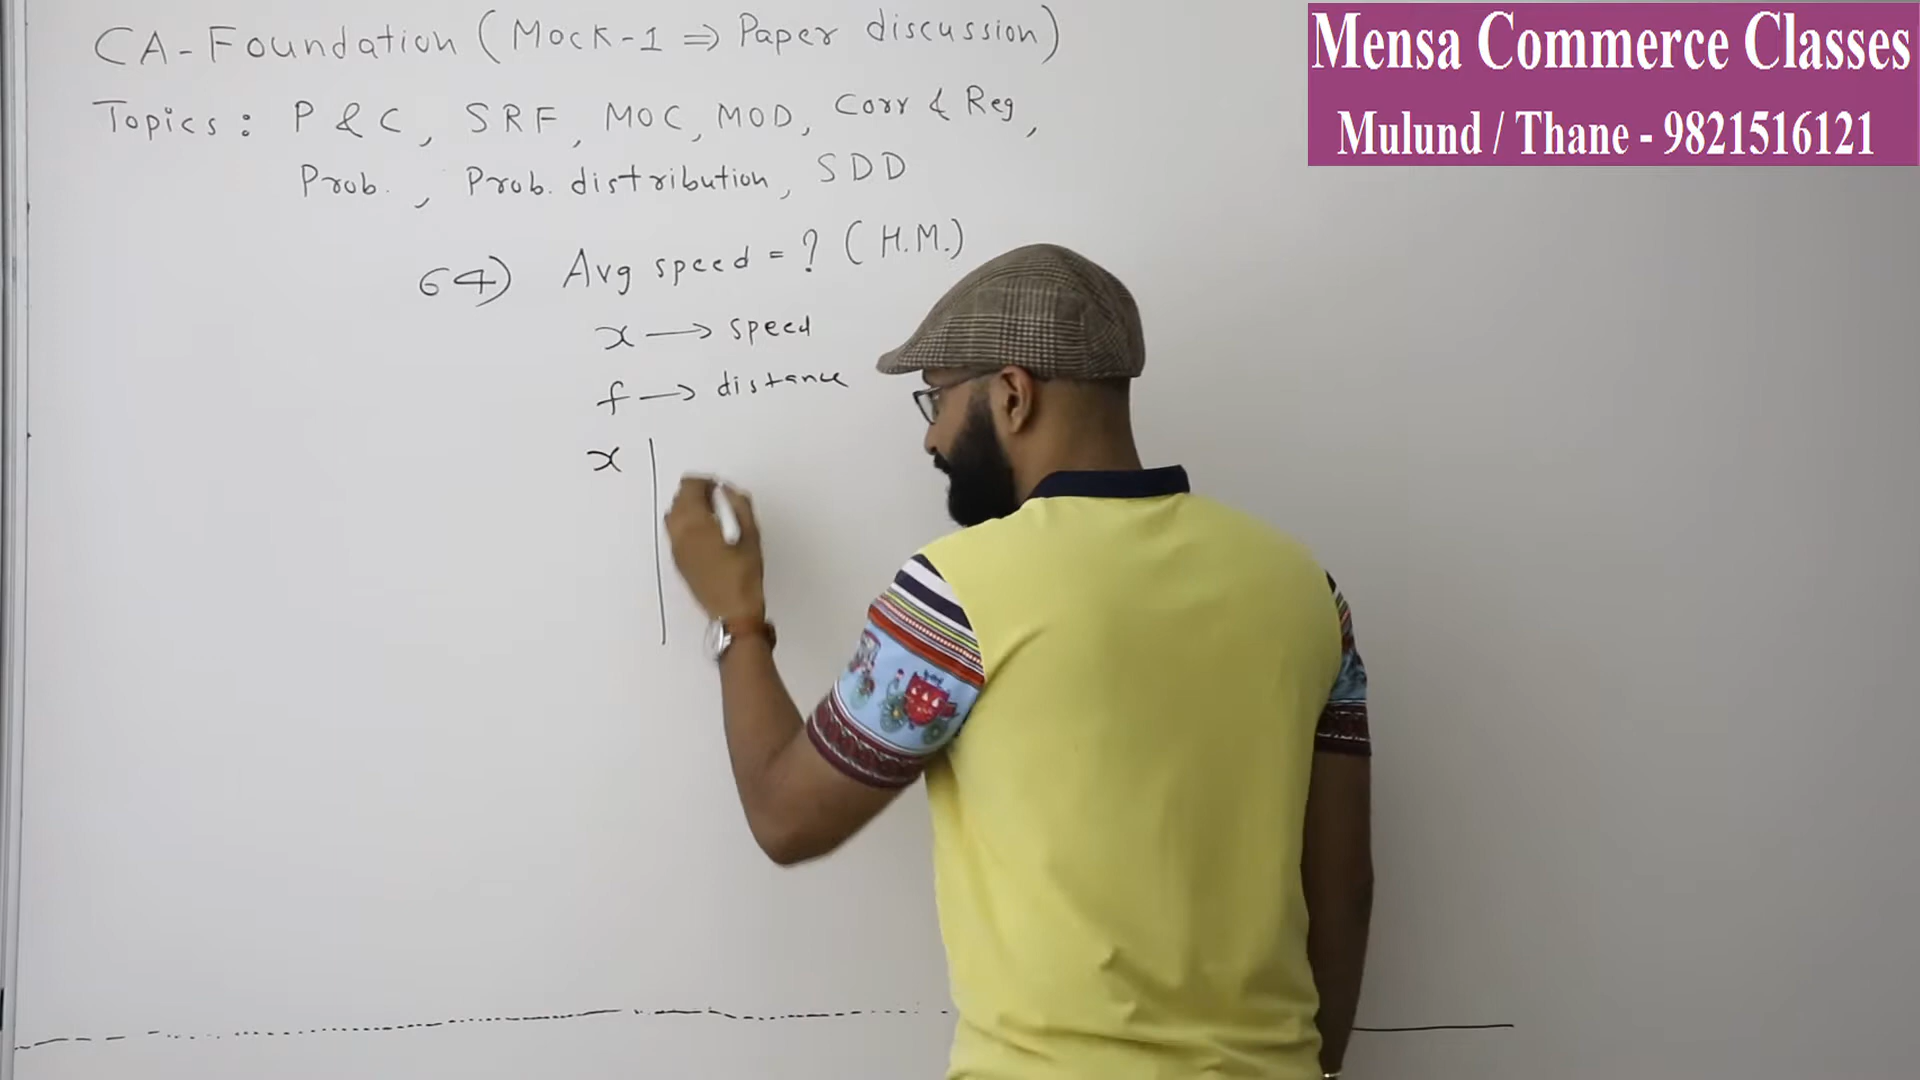 CA-Foundation (Mock-1 ⇒ Paper discussion)
Topics : P & C, SRF, MOC, MOD, Corr & Reg,
Prob., Prob. distribution, SDD
64) Avg speed = ? (H.M.)
x → speed
f → distance
x
Mensa Commerce Classes
Mulund / Thane - 9821516121